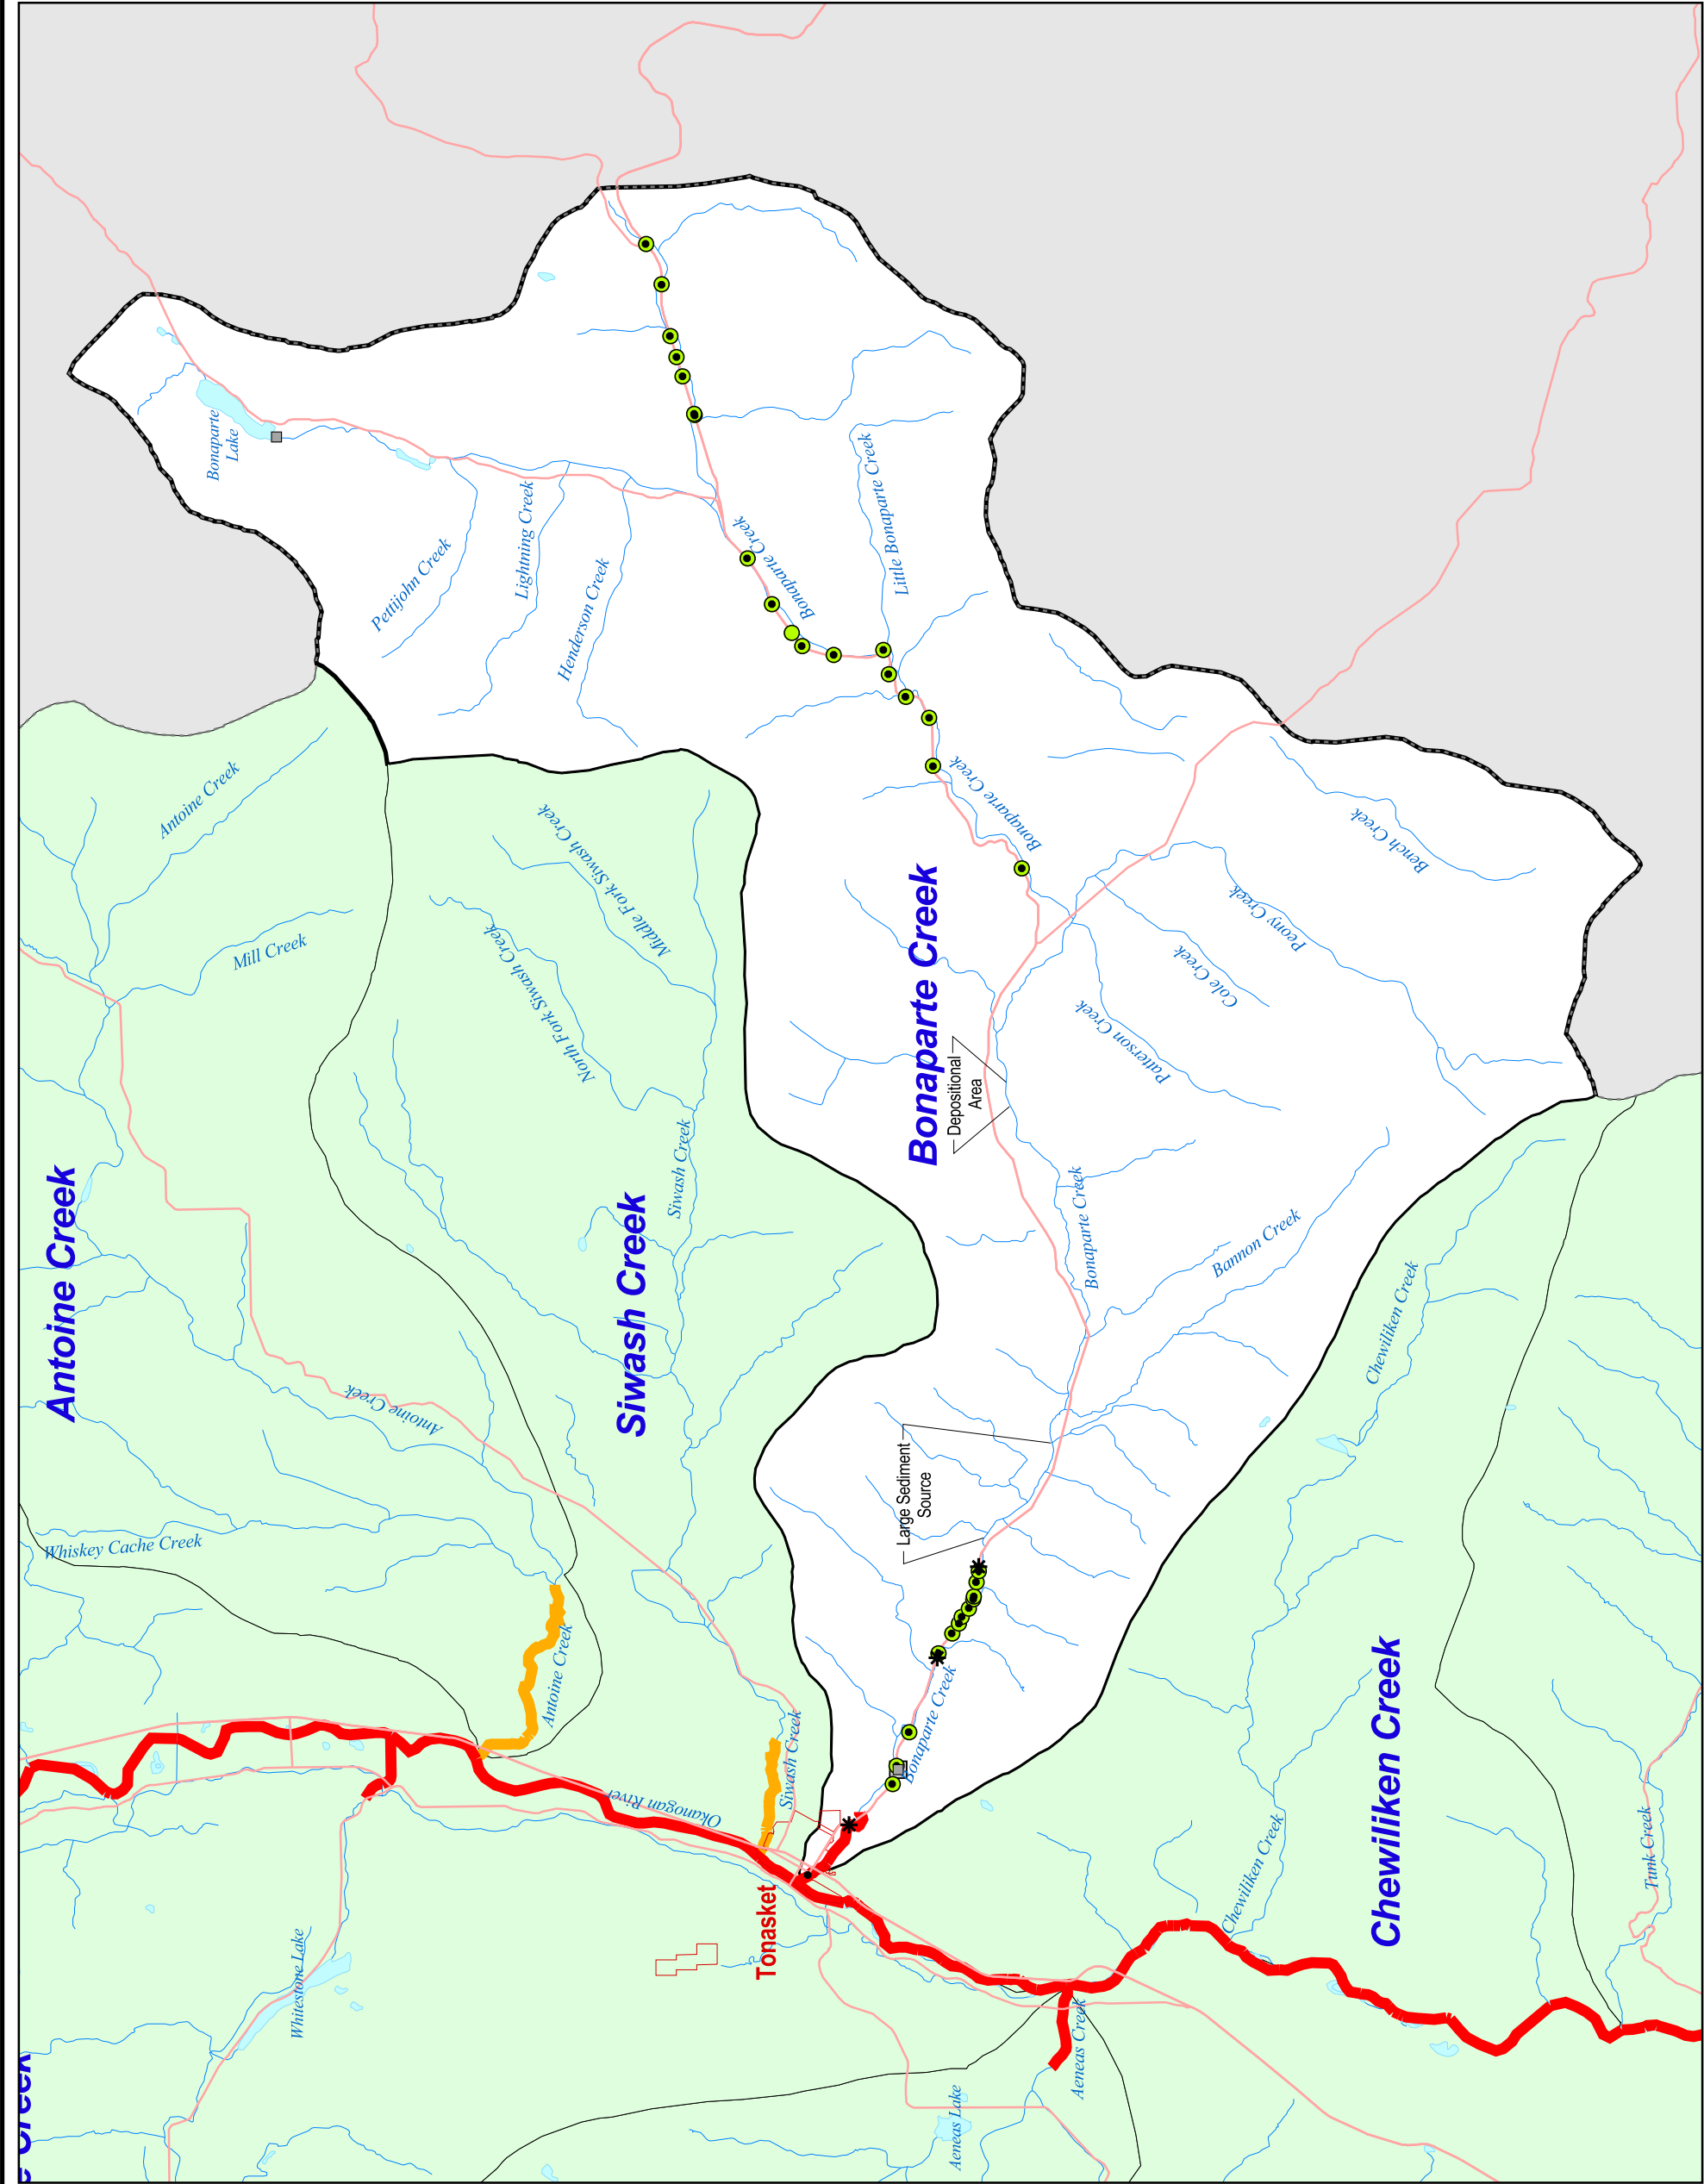 e Creek
Antoine Creek
Whiskey Cache Creek
Antoine Creek
Bonaparte
Lake
Mill Creek
Whitestone Lake
Antoine Creek
Pettijohn Creek
Lightning Creek
North Fork Siwash Creek
Antoine Creek
Henderson Creek
Middle Fork Siwash Creek
Siwash Creek
Okanogan River
Siwash Creek
Tonasket
Siwash Creek
Bonaparte Creek
Little Bonaparte Creek
Large Sediment
Source
Bonaparte Creek
Bonaparte Creek
Aeneas Lake
Depositional
Area
Bonaparte Creek
Aeneas Creek
Bonaparte Creek
Patterson Creek
Cole Creek
Bannon Creek
Chewiliken Creek
Peony Creek
Chewiliken Creek
Chewiliken Creek
Bench Creek
Tunk Creek